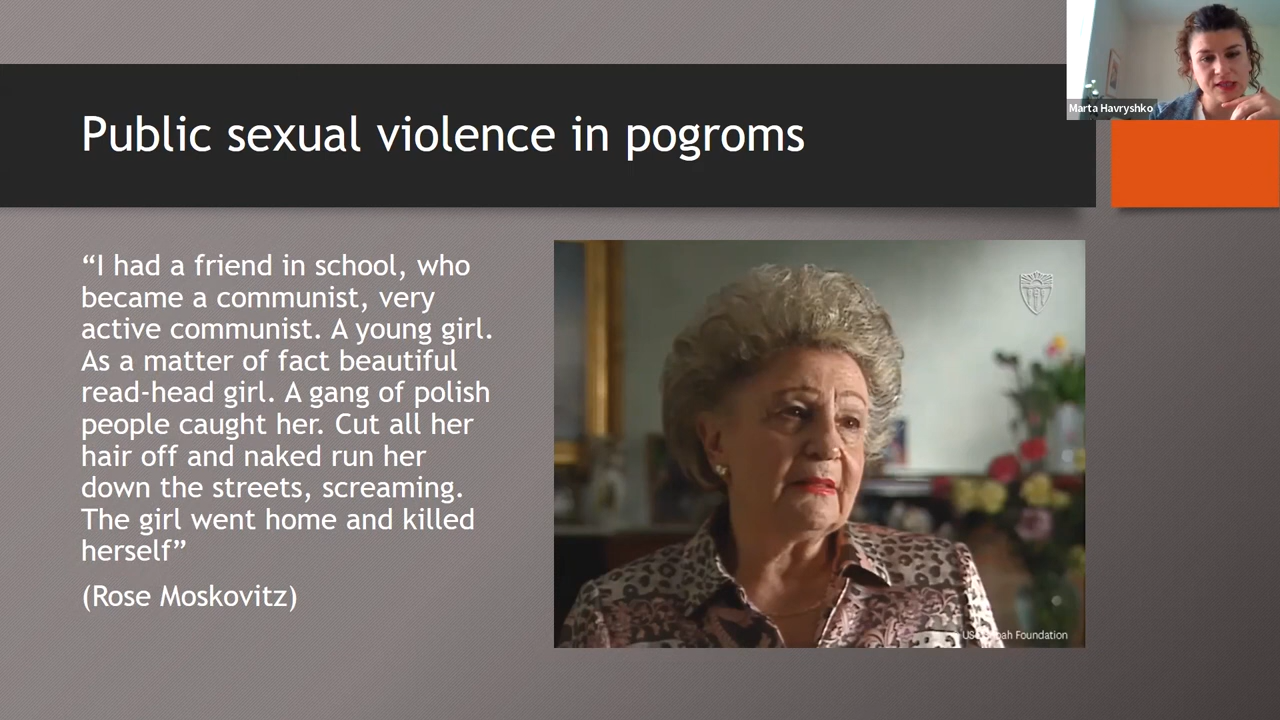 Marta Havryshko
Public sexual violence in pogroms
“I had a friend in school, who
became a communist, very
active communist. A young girl.
As a matter of fact beautiful
read-head girl. A gang of polish
people caught her. Cut all her
hair off and naked run her
down the streets, screaming.
The girl went home and killed
herself”
(Rose Moskovitz)
Foundation